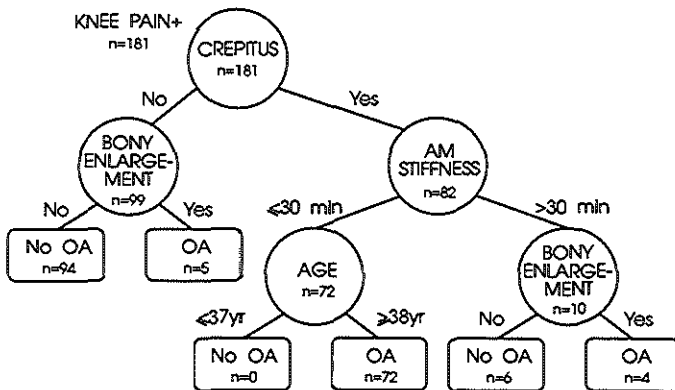 KNEE PAIN+
n=181
CREPITUS
n=181
No
Yes
BONY
ENLARGE-
MENT
n=99
AM
STIFFNESS
n=82
No
Yes
≤30 min
>30 min
No OA
n=94
OA
n=5
AGE
n=72
BONY
ENLARGE-
MENT
n=10
≤37yr
≥38yr
No
Yes
No OA
n=0
OA
n=72
No OA
n=6
OA
n=4